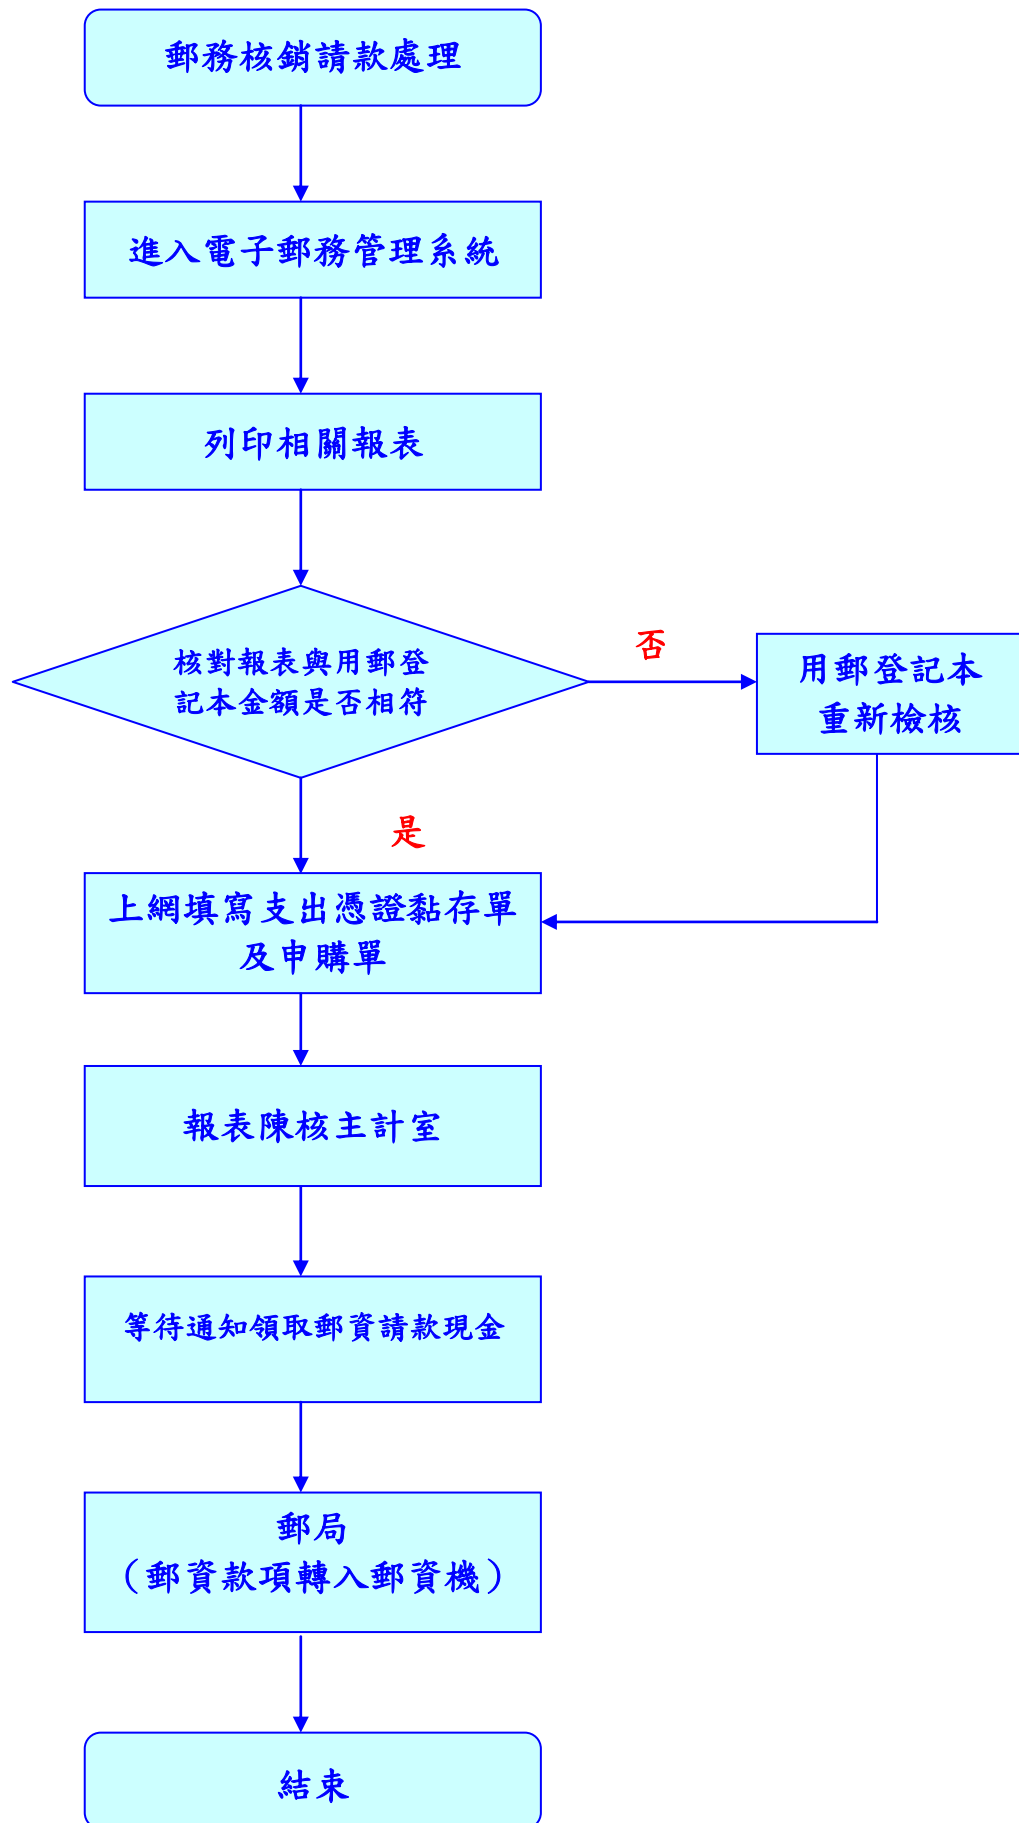 郵務核銷請款處理
進入電子郵務管理系統
列印相關報表
核對報表與用郵登
記本金額是否相符
否
用郵登記本
重新檢核
是
上網填寫支出憑證黏存單
及申購單
報表陳核主計室
等待通知領取郵資請款現金
郵局
（郵資款項轉入郵資機）
結束